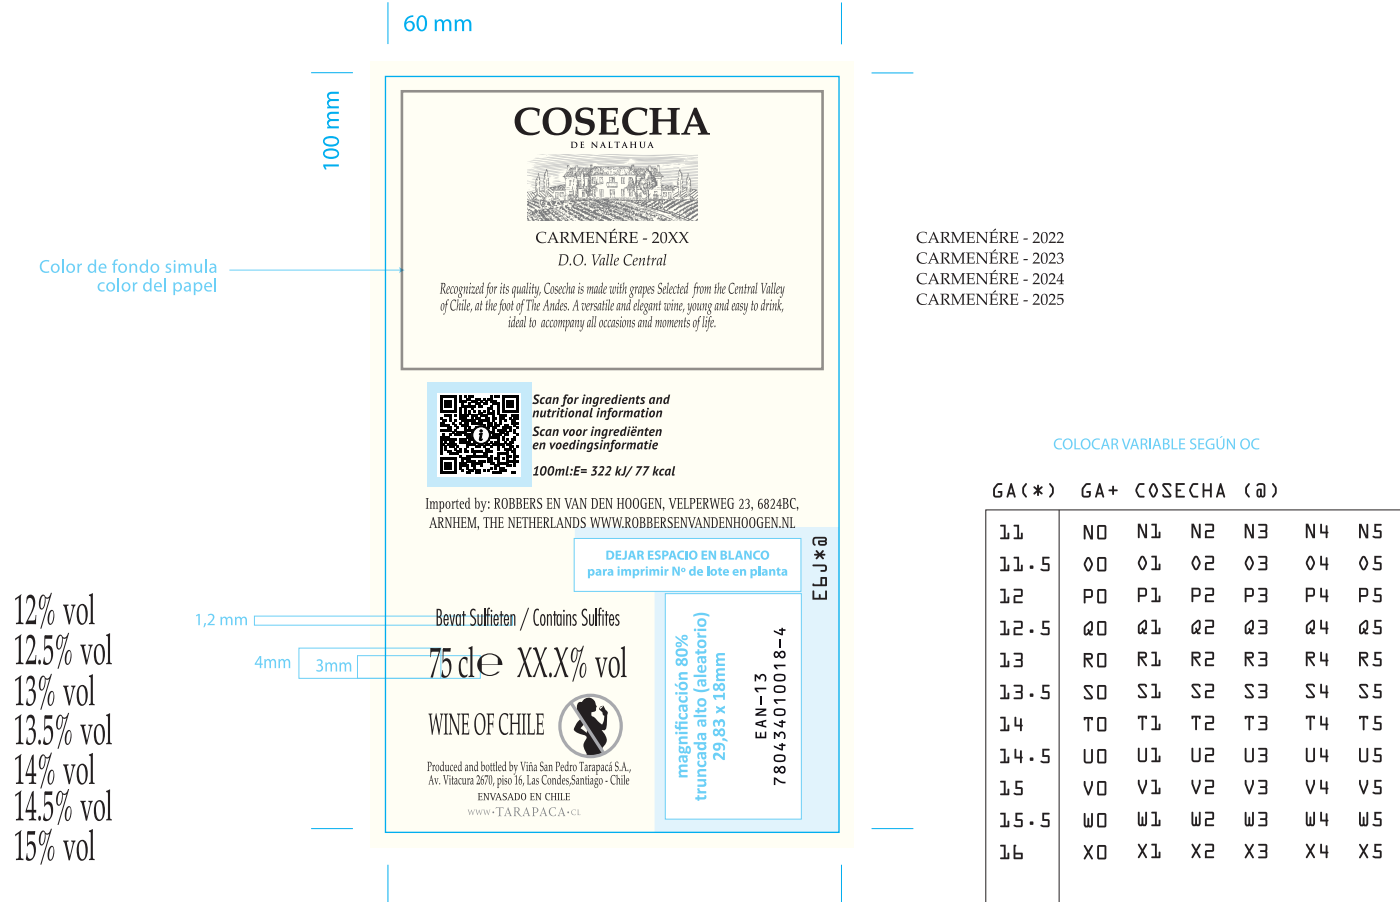 60 mm
100 mm
COSECHA
DE NALTAHUA
CARMENÉRE - 20XX
D.O. Valle Central
Recognized for its quality, Cosecha is made with grapes Selected from the Central Valley
of Chile, at the foot of The Andes. A versatile and elegant wine, young and easy to drink,
ideal to accompany all occasions and moments of life.
Color de fondo simula
color del papel
CARMENÉRE - 2022
CARMENÉRE - 2023
CARMENÉRE - 2024
CARMENÉRE - 2025
Scan for ingredients and
nutritional information
Scan voor ingrediënten
en voedingsinformatie
100ml:E= 322 kJ/ 77 kcal
Imported by: ROBBERS EN VAN DEN HOOGEN, VELPERWEG 23, 6824BC,
ARNHEM, THE NETHERLANDS WWW.ROBBERSENVANDENHOOGEN.NL
DEJAR ESPACIO EN BLANCO
para imprimir Nº de lote en planta
E6J*@
1,2 mm
Bevat Sulfieten / Contains Sulfites
4mm
3mm
75 cl e XX.X% vol
WINE OF CHILE
Produced and bottled by Viña San Pedro Tarapacá S.A.,
Av. Vitacura 2670, piso 16, Las Condes,Santiago - Chile
ENVASADO EN CHILE
WWW•TARAPACA•CL
magnificación 80%
truncada alto (aleatorio)
29,83 x 18mm
EAN-13
780434010018-4
12% vol
12.5% vol
13% vol
13.5% vol
14% vol
14.5% vol
15% vol
COLOCAR VARIABLE SEGÚN OC
GA(*) GA+ COSECHA (@)
11 N0 N1 N2 N3 N4 N5
11.5 O0 O1 O2 O3 O4 O5
12 P0 P1 P2 P3 P4 P5
12.5 Q0 Q1 Q2 Q3 Q4 Q5
13 R0 R1 R2 R3 R4 R5
13.5 S0 S1 S2 S3 S4 S5
14 T0 T1 T2 T3 T4 T5
14.5 U0 U1 U2 U3 U4 U5
15 V0 V1 V2 V3 V4 V5
15.5 W0 W1 W2 W3 W4 W5
16 X0 X1 X2 X3 X4 X5